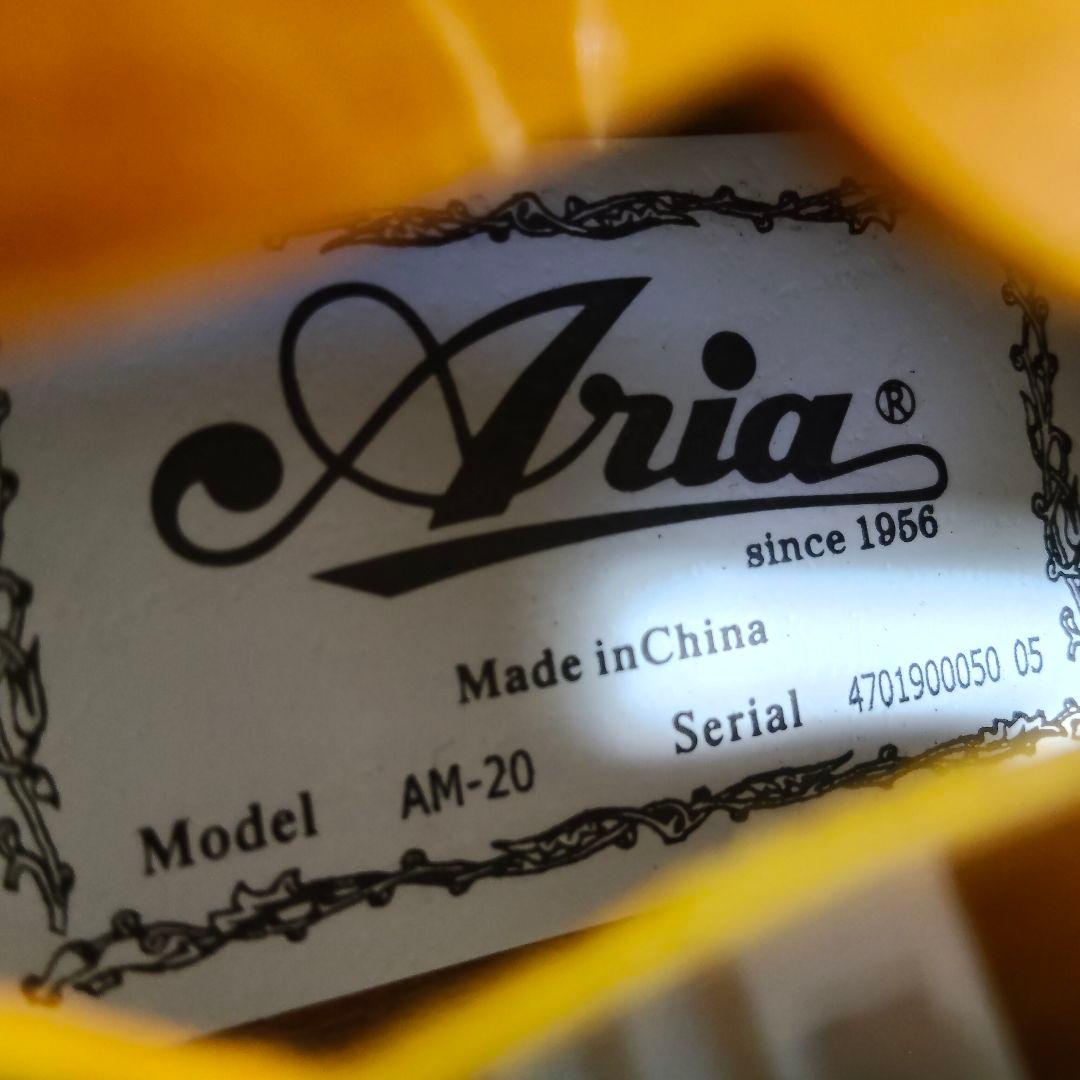 Aria®
since 1956
Made inChina
Serial 4701900050 05
Model AM-20